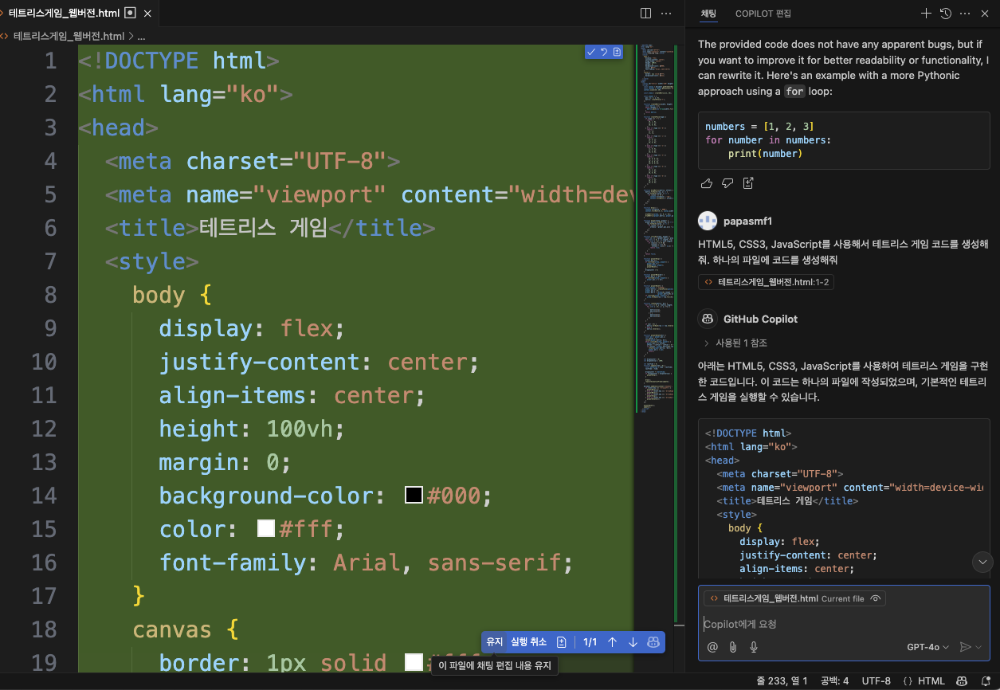 테트리스게임_웹버전.html
테트리스게임_웹버전.html > ...
1 <!DOCTYPE html>
2 <html lang="ko">
3 <head>
4 <meta charset="UTF-8">
5 <meta name="viewport" content="width=dev
6 <title>테트리스 게임</title>
7 <style>
8 body {
9 display: flex;
10 justify-content: center;
11 align-items: center;
12 height: 100vh;
13 margin: 0;
14 background-color: #000;
15 color: #fff;
16 font-family: Arial, sans-serif;
17 }
18 canvas {
19 border: 1px solid
유지 실행 취소 1/1
이 파일에 채팅 편집 내용 유지
채팅 COPILOT 편집
The provided code does not have any apparent bugs, but if
you want to improve it for better readability or functionality, I
can rewrite it. Here's an example with a more Pythonic
approach using a for loop:
numbers = [1, 2, 3]
for number in numbers:
print(number)
papasmf1
HTML5, CSS3, JavaScript를 사용해서 테트리스 게임 코드를 생성해
줘. 하나의 파일에 코드를 생성해줘
테트리스게임_웹버전.html:1-2
GitHub Copilot
> 사용된 1 참조
아래는 HTML5, CSS3, JavaScript를 사용하여 테트리스 게임을 구현
한 코드입니다. 이 코드는 하나의 파일에 작성되었으며, 기본적인 테트리
스 게임을 실행할 수 있습니다.
<!DOCTYPE html>
<html lang="ko">
<head>
<meta charset="UTF-8">
<meta name="viewport" content="width=device-wid
<title>테트리스 게임</title>
<style>
body {
display: flex;
justify-content: center;
align-items: center;
테트리스게임_웹버전.html Current file
Copilot에게 요청
GPT-4o
줄 233, 열 1 공백: 4 UTF-8 {} HTML